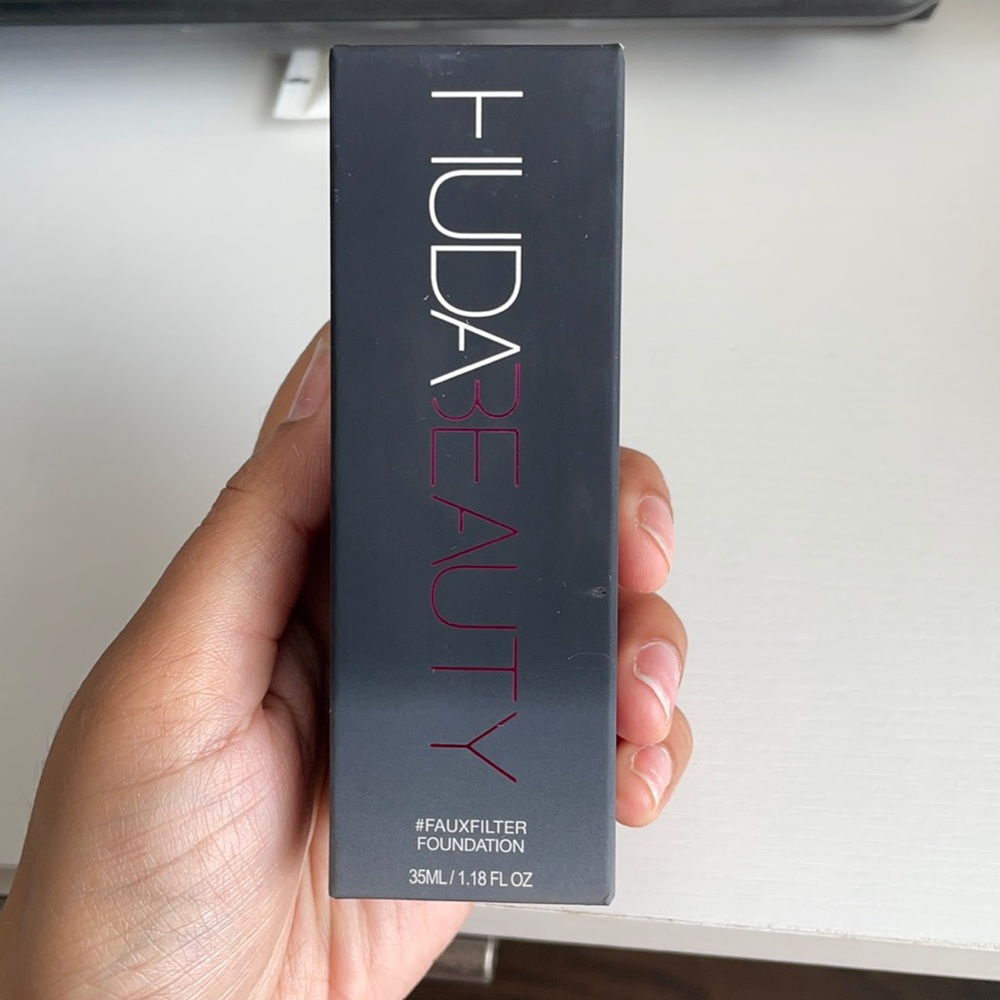 HUDABEAUTY
#FAUXFILTER
FOUNDATION
35ML / 1.18 FL OZ